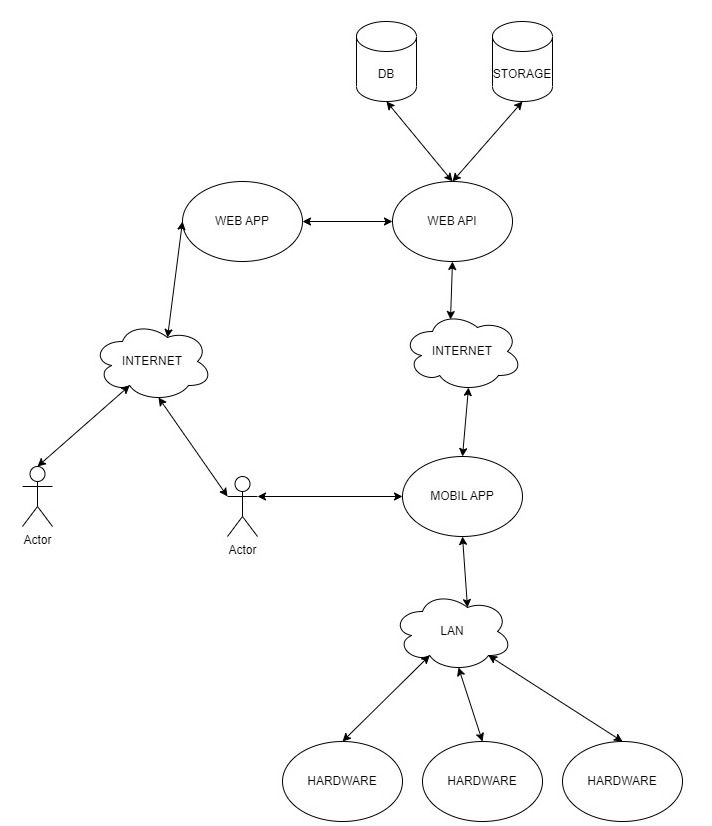 DB
STORAGE
WEB APP
WEB API
INTERNET
INTERNET
MOBIL APP
Actor
Actor
LAN
HARDWARE
HARDWARE
HARDWARE